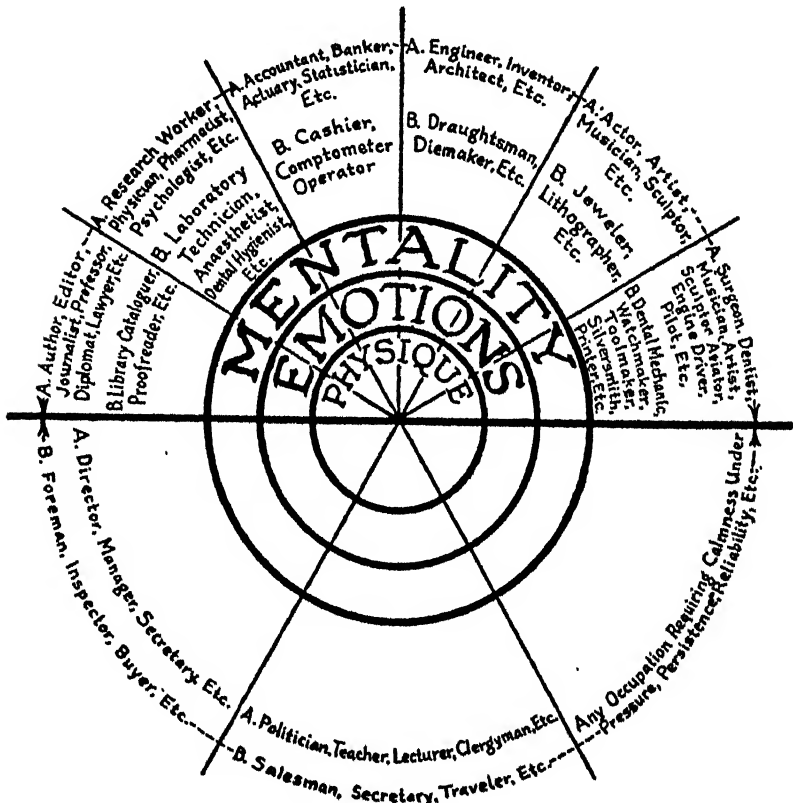 A. Author, Editor,
Journalist, Professor,
Diplomat, Lawyer, Etc.
B. Library Cataloguer,
Proofreader, Etc.
A. Research Worker,
Physician, Pharmacist,
Psychologist, Etc.
B. Laboratory
Technician,
Anaesthetist,
Dental Hygienist,
Etc.
A. Accountant, Banker,
Actuary, Statistician,
Etc.
B. Cashier,
Comptometer
Operator
A. Engineer, Inventor,
Architect, Etc.
B. Draughtsman,
Diemaker, Etc.
A. Actor, Artist,
Musician, Sculptor,
Etc.
B. Jeweler,
Lithographer,
Etc.
A. Surgeon, Dentist,
Musician, Artist,
Sculptor, Aviator,
Engine Driver,
Pilot, Etc,
B. Dental Mechanic,
Watchmaker,
Toolmaker,
Silversmith,
Printer, Etc.
MENTALITY
EMOTIONS
PHYSIQUE
A. Director, Manager, Secretary, Etc.
B. Foreman, Inspector, Buyer, Etc.
A. Politician, Teacher, Lecturer, Clergyman, Etc.
B. Salesman, Secretary, Traveler, Etc.
Any Occupation Requiring Calmness Under
Pressure, Persistence, Reliability, Etc.